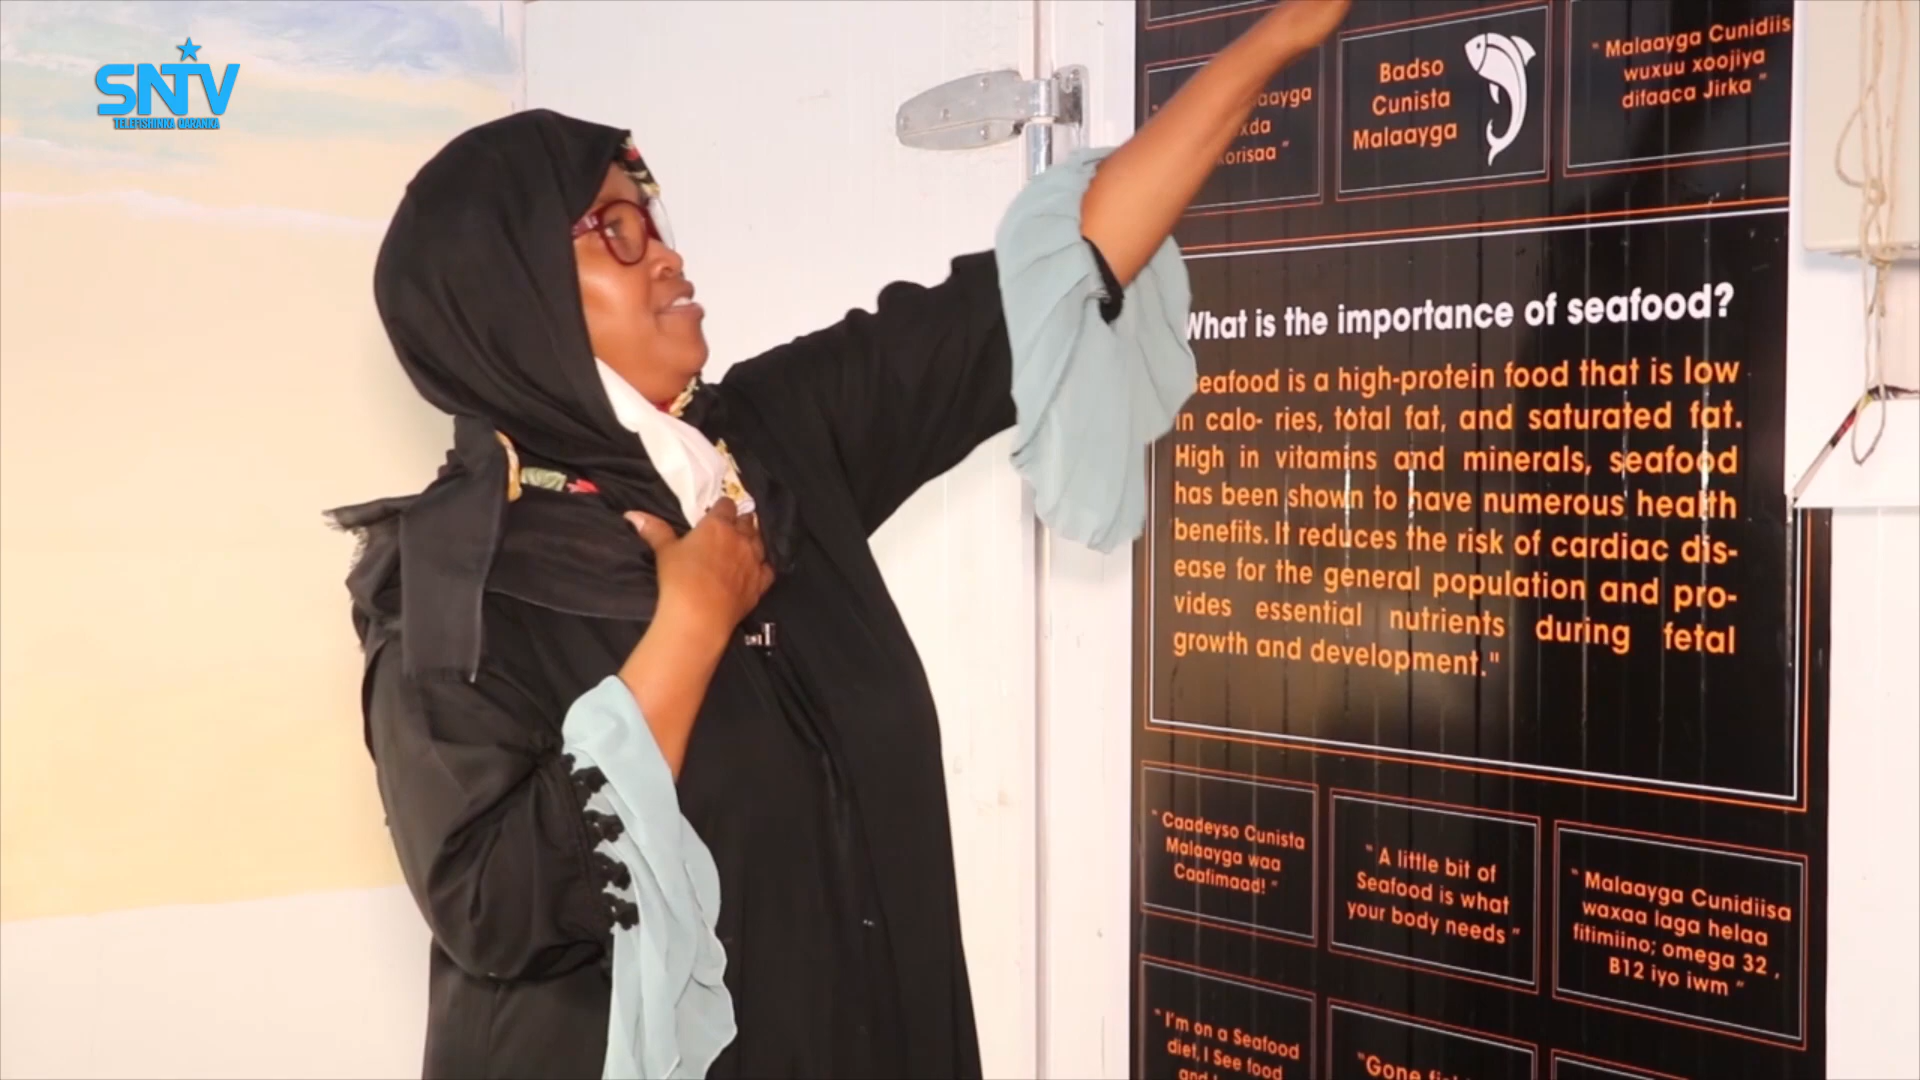 SNTV
TELEFISHINKA QARANKA
Badso
Cunista
Malaayga
" Malaayga Cunidiis
wuxuu xoojiya
difaaca Jirka "
What is the importance of seafood?
eafood is a high-protein food that is low
in calo- ries, total fat, and saturated fat.
High in vitamins and minerals, seafood
has been shown to have numerous health
benefits. It reduces the risk of cardiac dis-
ease for the general population and pro-
vides essential nutrients during fetal
growth and development."
" Caadeyso Cunista
Malaayga waa
Caafimaad! "
" A little bit of
Seafood is what
your body needs "
" Malaayga Cunidiisa
waxaa laga helaa
fitimiino; omega 32 ,
B12 iyo iwm "
" I'm on a Seafood
diet, I See food
"Gone